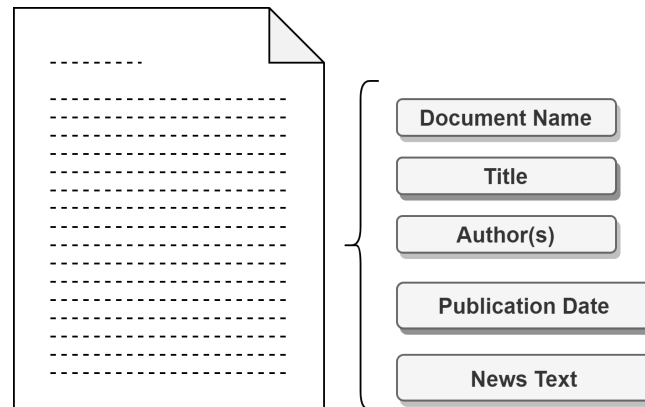 Document Name
Title
Author(s)
Publication Date
News Text